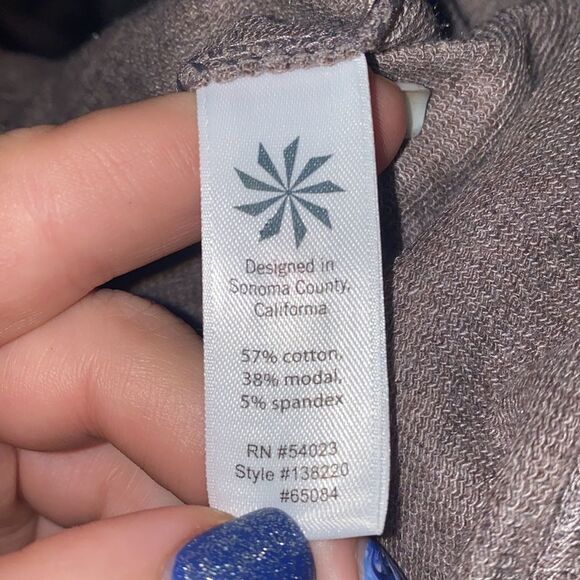 Designed in
Sonoma County,
California
57% cotton,
38% modal,
5% spandex
RN #54023
Style #138220
#65084